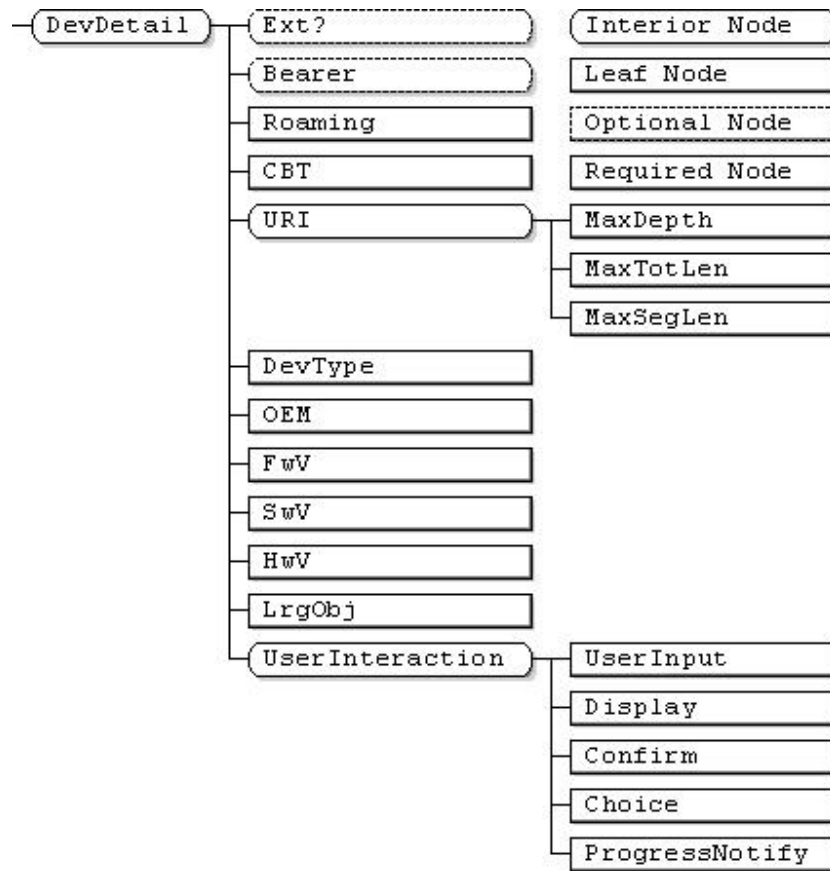 DevDetail
Ext?
Interior Node
Bearer
Leaf Node
Roaming
Optional Node
CBT
Required Node
URI
MaxDepth
MaxTotLen
MaxSegLen
DevType
OEM
FwV
SwV
HwV
LrgObj
UserInteraction
UserInput
Display
Confirm
Choice
ProgressNotify